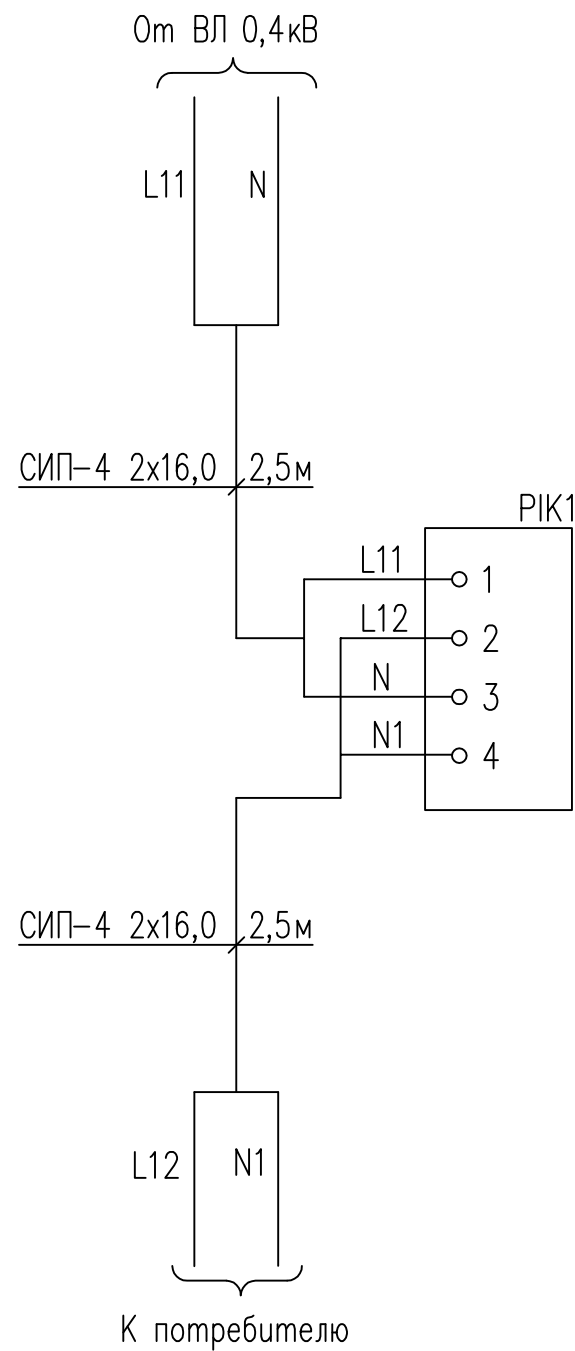 От ВЛ 0,4кВ
L11 N
СИП-4 2х16,0 2,5м
PIK1
L11 1
L12 2
N 3
N1 4
СИП-4 2х16,0 2,5м
L12 N1
К потребителю